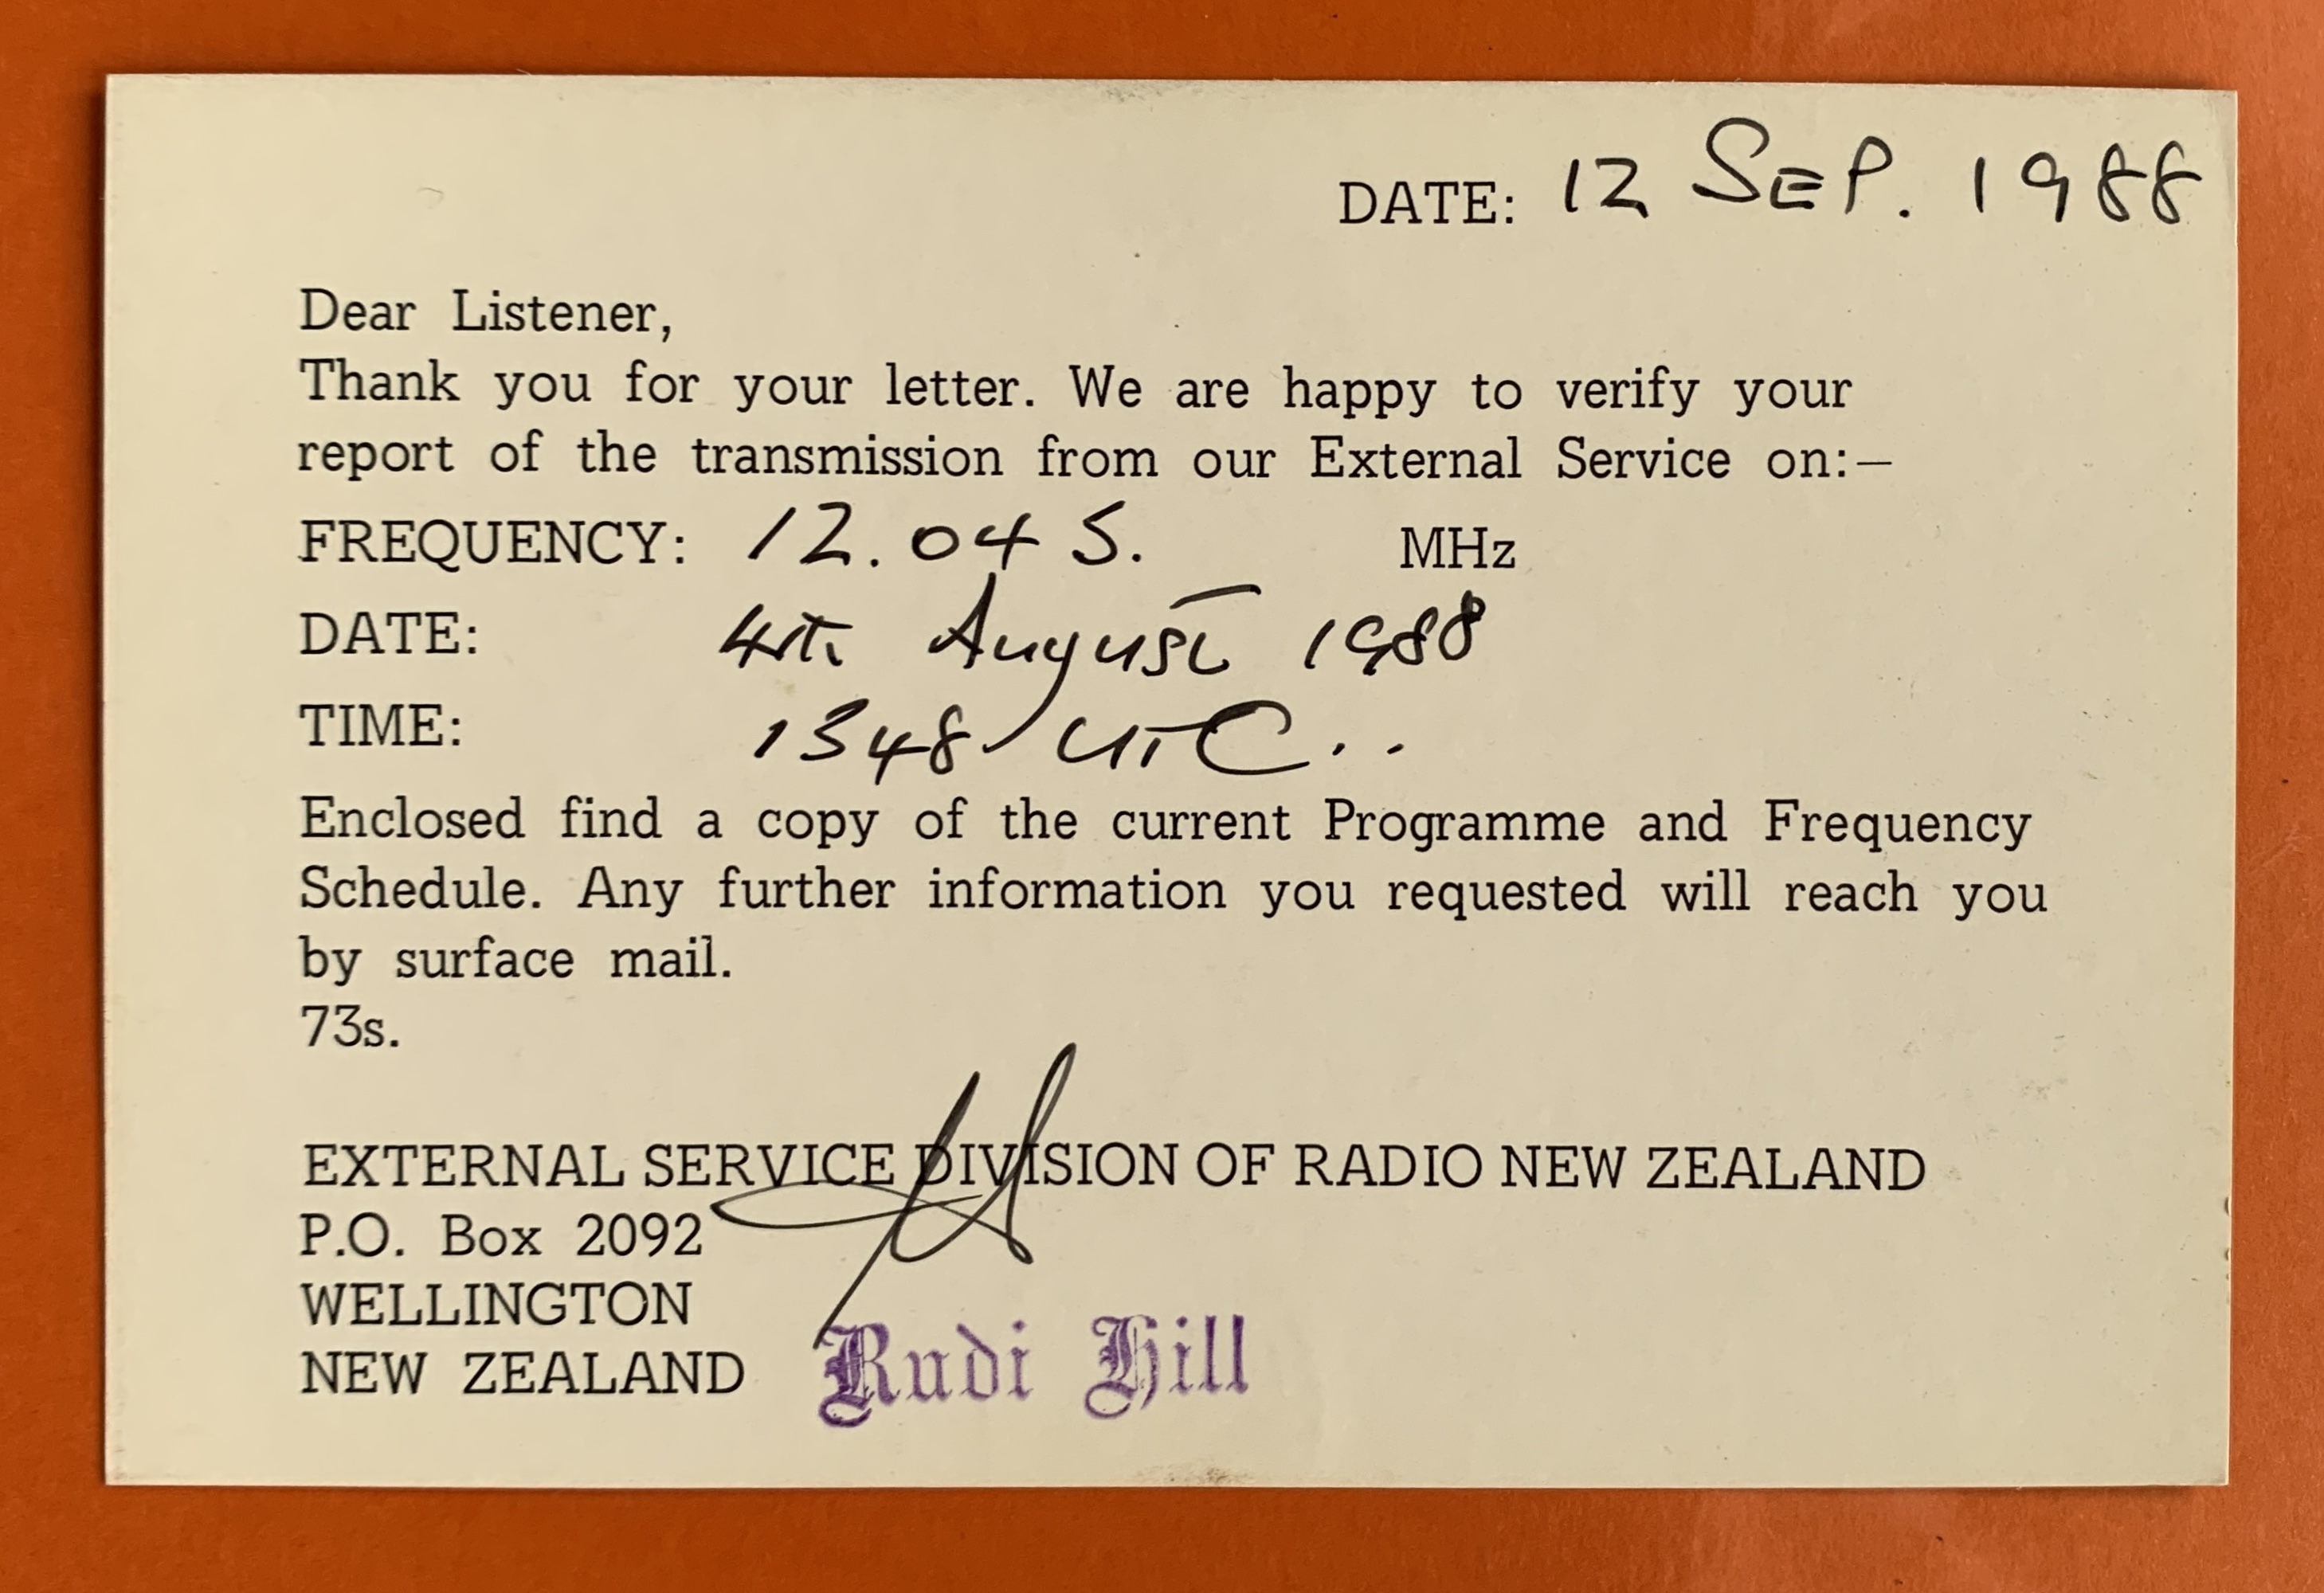 DATE: 12 SEP. 1988
Dear Listener,
Thank you for your letter. We are happy to verify your
report of the transmission from our External Service on:—
FREQUENCY: 12.045. MHz
DATE: 4th August 1988
TIME: 1348 UTC..
Enclosed find a copy of the current Programme and Frequency
Schedule. Any further information you requested will reach you
by surface mail.
73s.
EXTERNAL SERVICE DIVISION OF RADIO NEW ZEALAND
P.O. Box 2092
WELLINGTON
NEW ZEALAND
Rudi Hill